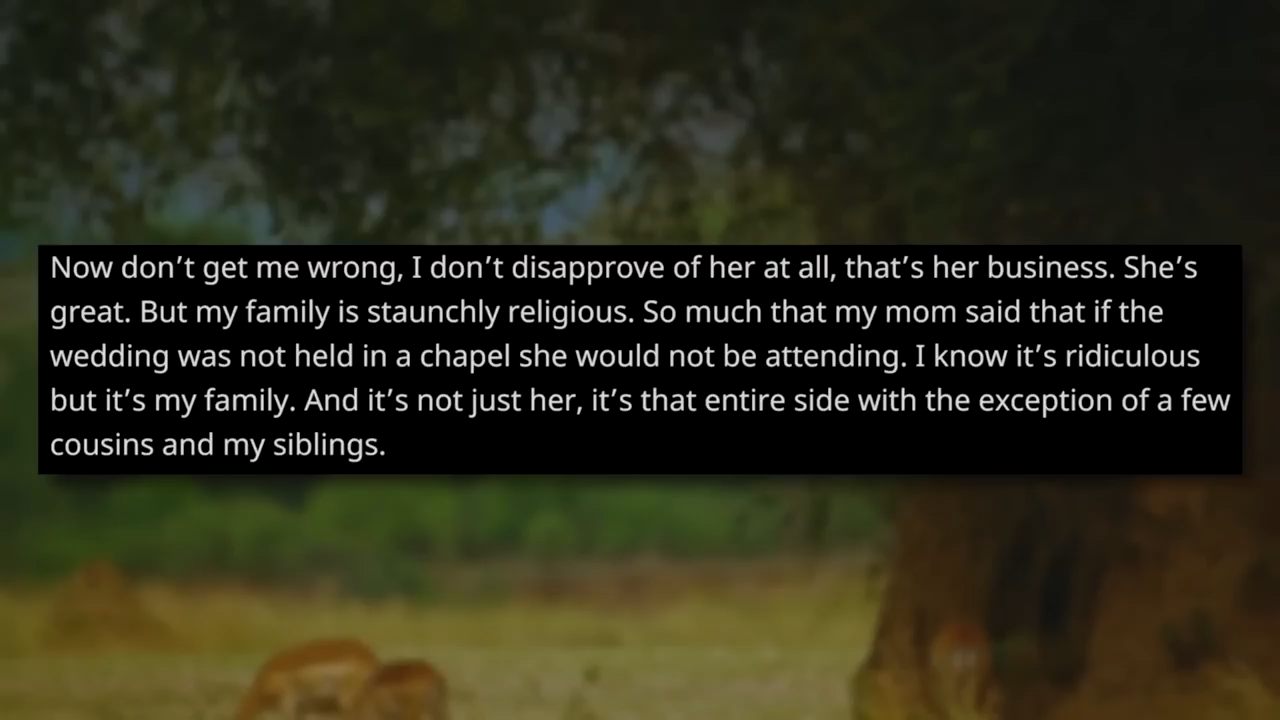 Now don’t get me wrong, I don’t disapprove of her at all, that’s her business. She’s
great. But my family is staunchly religious. So much that my mom said that if the
wedding was not held in a chapel she would not be attending. I know it’s ridiculous
but it’s my family. And it’s not just her, it’s that entire side with the exception of a few
cousins and my siblings.